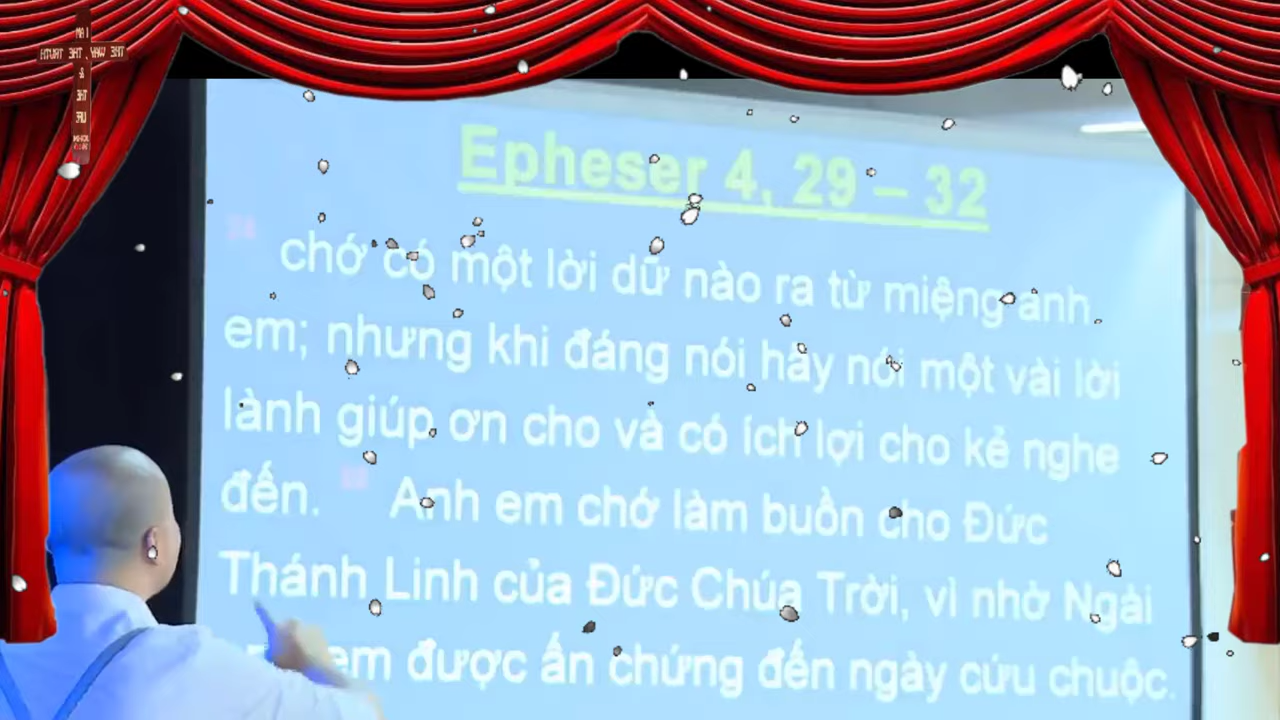 Epheser 4, 29 – 32
chớ có một lời dữ nào ra từ miệng anh
em; nhưng khi đáng nói hãy nói một vài lời
lành giúp ơn cho và có ích lợi cho kẻ nghe
đến. Anh em chớ làm buồn cho Đức
Thánh Linh của Đức Chúa Trời, vì nhờ Ngài
em được ấn chứng đến ngày cứu chuộc.